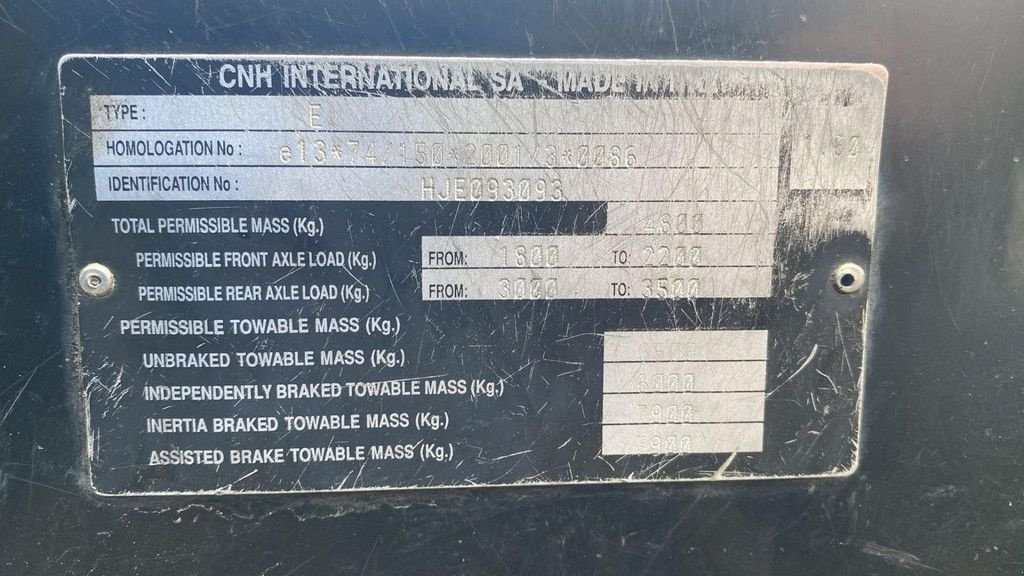 CNH INTERNATIONAL SA - MADE IN
TYPE : E
HOMOLOGATION No : e13*74/150*2001/3*0086
IDENTIFICATION No : HJE093093
TOTAL PERMISSIBLE MASS (Kg.) 4800
PERMISSIBLE FRONT AXLE LOAD (Kg.) FROM: 1800 TO: 2200
PERMISSIBLE REAR AXLE LOAD (Kg.) FROM: 3000 TO: 3500
PERMISSIBLE TOWABLE MASS (Kg.)
UNBRAKED TOWABLE MASS (Kg.)
INDEPENDENTLY BRAKED TOWABLE MASS (Kg.) 6000
INERTIA BRAKED TOWABLE MASS (Kg.)
ASSISTED BRAKE TOWABLE MASS (Kg.)